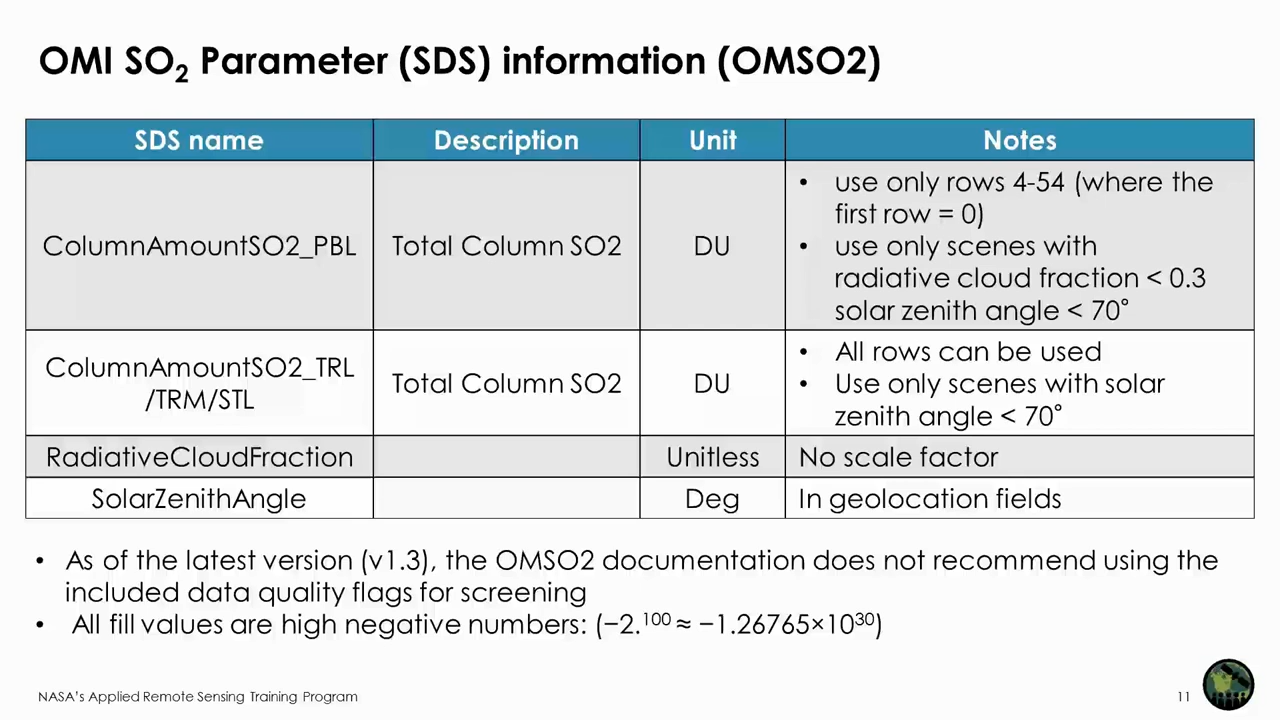 OMI SO₂ Parameter (SDS) information (OMSO2)
SDS name
Description
Unit
Notes
ColumnAmountSO2_PBL
Total Column SO2
DU
• use only rows 4-54 (where the
first row = 0)
• use only scenes with
radiative cloud fraction < 0.3
solar zenith angle < 70°
ColumnAmountSO2_TRL
/TRM/STL
Total Column SO2
DU
• All rows can be used
• Use only scenes with solar
zenith angle < 70°
RadiativeCloudFraction
Unitless
No scale factor
SolarZenithAngle
Deg
In geolocation fields
• As of the latest version (v1.3), the OMSO2 documentation does not recommend using the
included data quality flags for screening
• All fill values are high negative numbers: (−2.¹⁰⁰ ≈ −1.26765×10³⁰)
NASA's Applied Remote Sensing Training Program
11